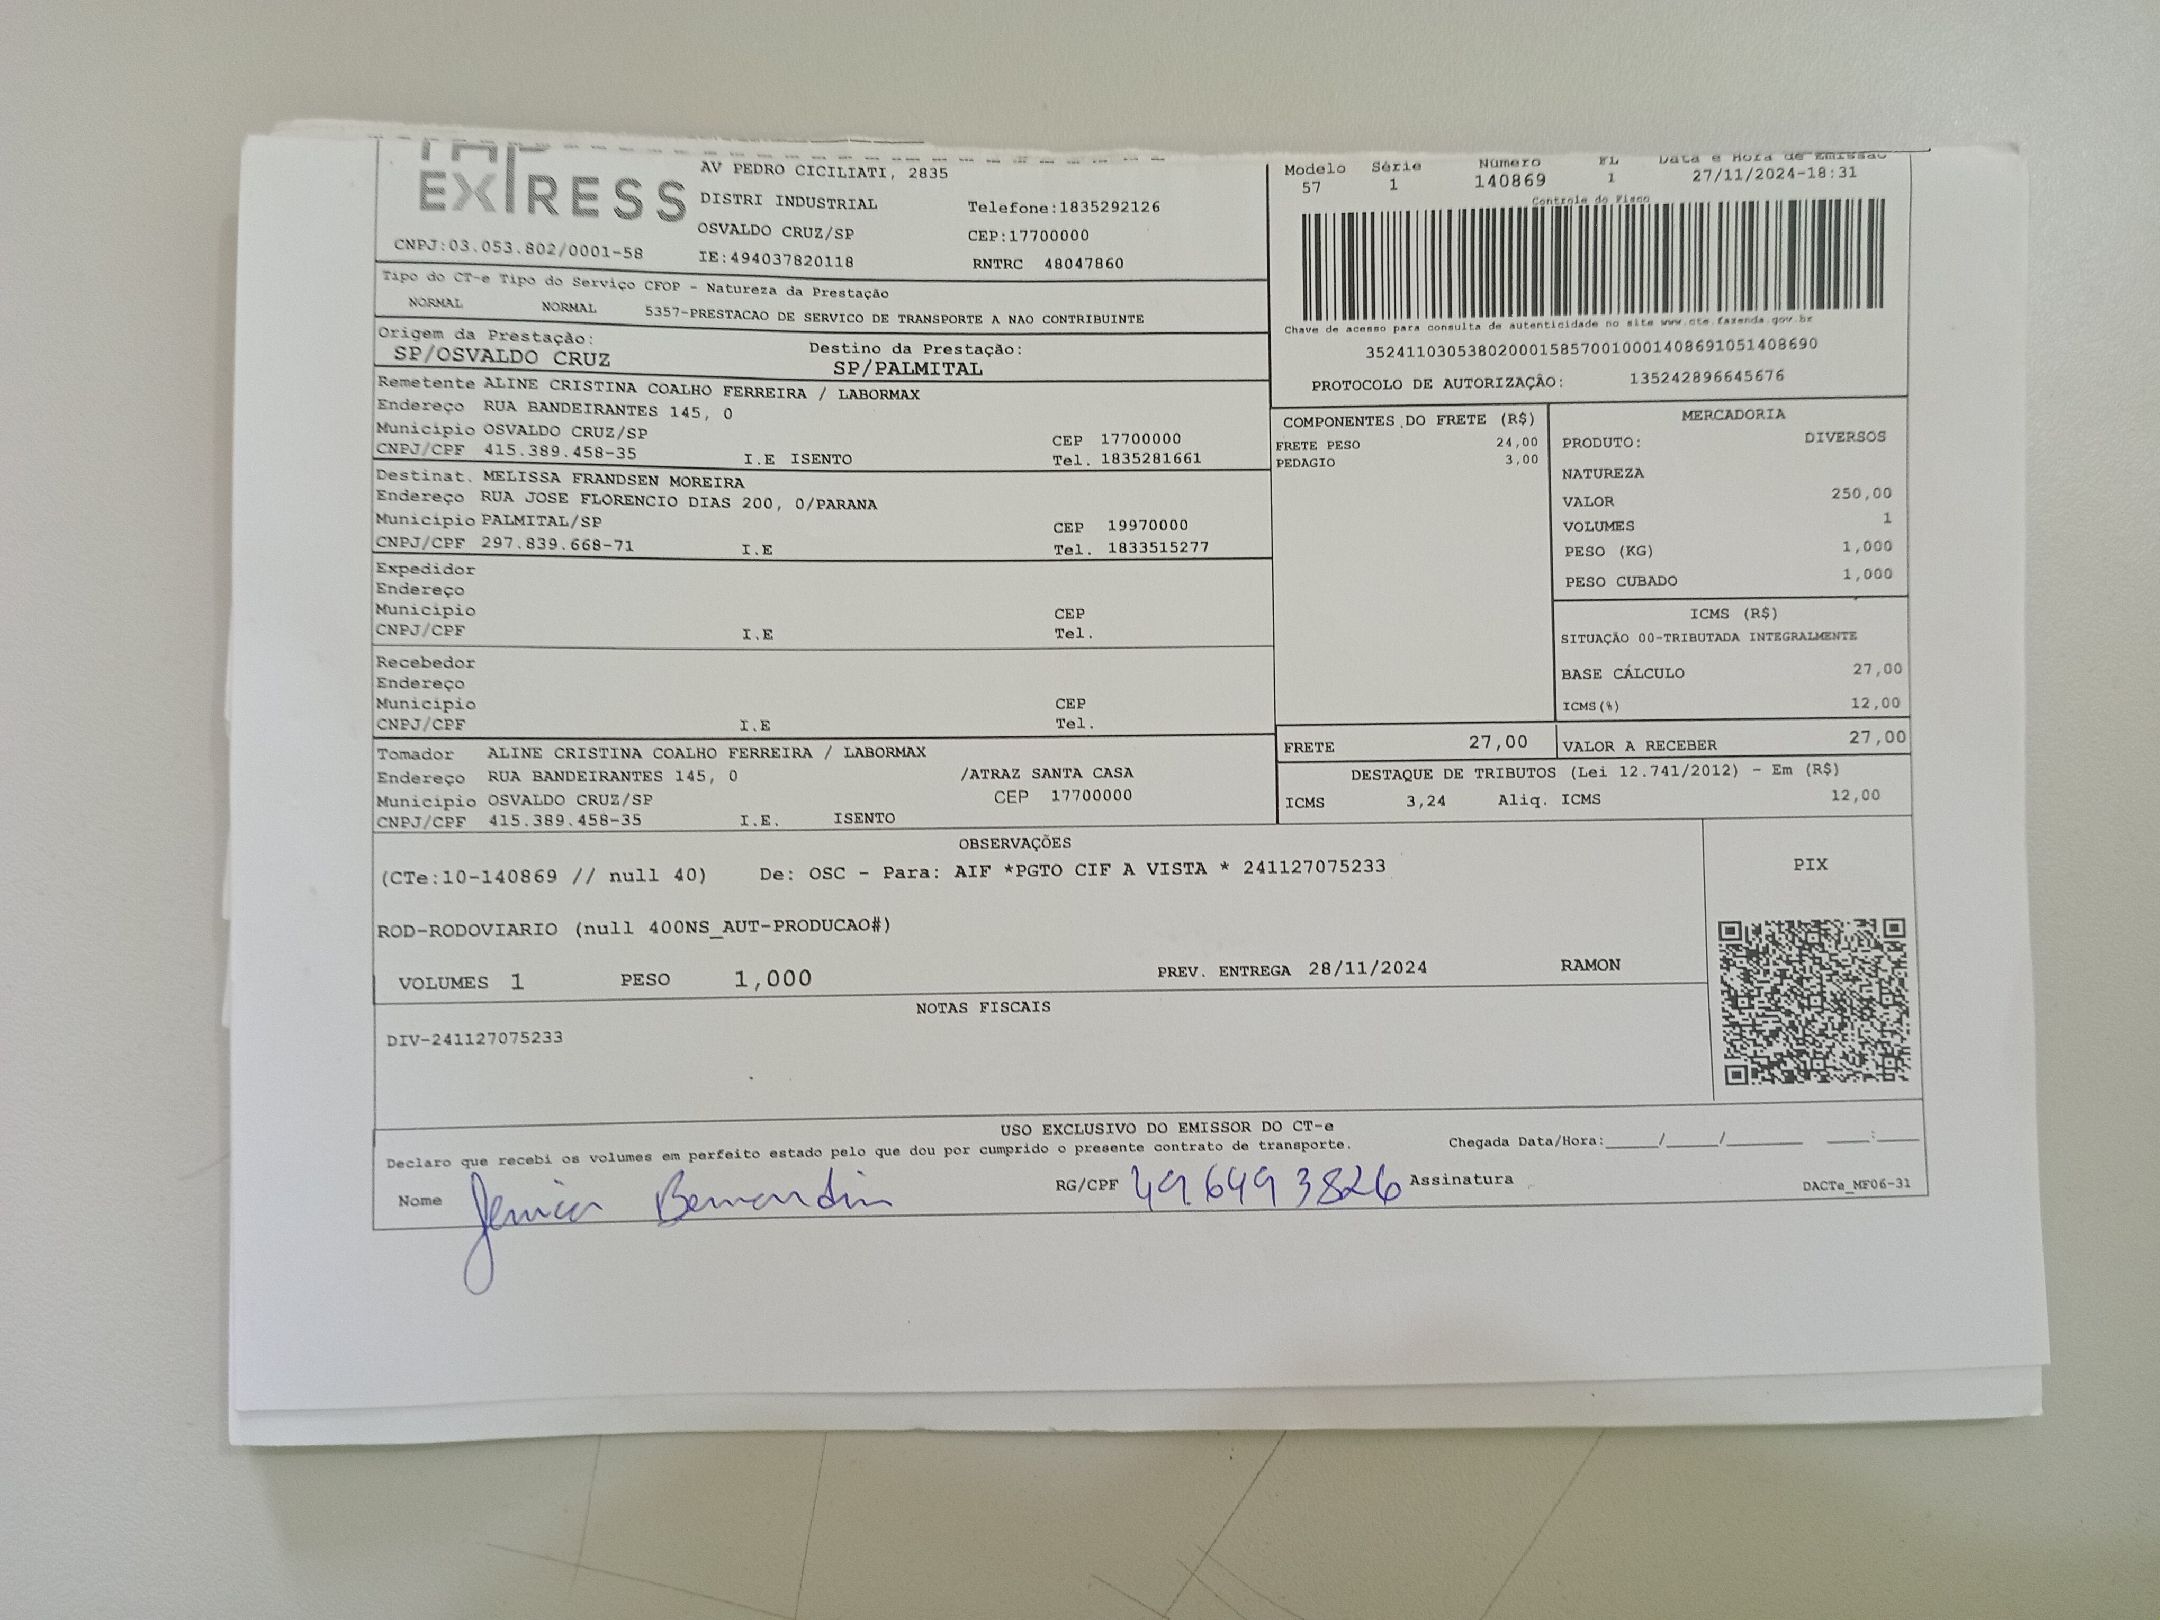 EXPRESS
CNPJ:03.053.802/0001-58
AV PEDRO CICILIATI, 2835
DISTRI INDUSTRIAL
OSVALDO CRUZ/SP
IE:494037820118
Telefone:1835292126
CEP:17700000
RNTRC 48047860
Modelo Série Número FL Data e Hora de Emissão
57 1 140869 1 27/11/2024-18:31
Controle do Fisco
Chave de acesso para consulta de autenticidade no site www.cte.fazenda.gov.br
35241103053802000158570010001408691051408690
PROTOCOLO DE AUTORIZAÇÃO: 135242896645676
Tipo do CT-e Tipo do Serviço CFOP - Natureza da Prestação
NORMAL NORMAL 5357-PRESTACAO DE SERVICO DE TRANSPORTE A NAO CONTRIBUINTE
Origem da Prestação: Destino da Prestação:
SP/OSVALDO CRUZ SP/PALMITAL
Remetente ALINE CRISTINA COALHO FERREIRA / LABORMAX
Endereço RUA BANDEIRANTES 145, 0
Município OSVALDO CRUZ/SP CEP 17700000
CNPJ/CPF 415.389.458-35 I.E ISENTO Tel. 1835281661
Destinat. MELISSA FRANDSEN MOREIRA
Endereço RUA JOSE FLORENCIO DIAS 200, 0/PARANA
Município PALMITAL/SP CEP 19970000
CNPJ/CPF 297.839.668-71 I.E Tel. 1833515277
Expedidor
Endereço
Município CEP
CNPJ/CPF I.E Tel.
Recebedor
Endereço
Município CEP
CNPJ/CPF I.E Tel.
Tomador ALINE CRISTINA COALHO FERREIRA / LABORMAX
Endereço RUA BANDEIRANTES 145, 0 /ATRAZ SANTA CASA
Município OSVALDO CRUZ/SP CEP 17700000
CNPJ/CPF 415.389.458-35 I.E. ISENTO
COMPONENTES DO FRETE (R$)
FRETE PESO 24,00
PEDAGIO 3,00
MERCADORIA
PRODUTO: DIVERSOS
NATUREZA
VALOR 250,00
VOLUMES 1
PESO (KG) 1,000
PESO CUBADO 1,000
ICMS (R$)
SITUAÇÃO 00-TRIBUTADA INTEGRALMENTE
BASE CÁLCULO 27,00
ICMS(%) 12,00
FRETE 27,00 VALOR A RECEBER 27,00
DESTAQUE DE TRIBUTOS (Lei 12.741/2012) - Em (R$)
ICMS 3,24 Aliq. ICMS 12,00
OBSERVAÇÕES
(CTe:10-140869 // null 40) De: OSC - Para: AIF *PGTO CIF A VISTA * 241127075233
PIX
ROD-RODOVIARIO (null 400NS_AUT-PRODUCAO#)
VOLUMES 1 PESO 1,000 PREV. ENTREGA 28/11/2024 RAMON
NOTAS FISCAIS
DIV-241127075233
USO EXCLUSIVO DO EMISSOR DO CT-e
Declaro que recebi os volumes em perfeito estado pelo que dou por cumprido o presente contrato de transporte. Chegada Data/Hora:____/____/______ ___:___
Nome RG/CPF 49 649 3826 Assinatura
DACTe_MF06-31